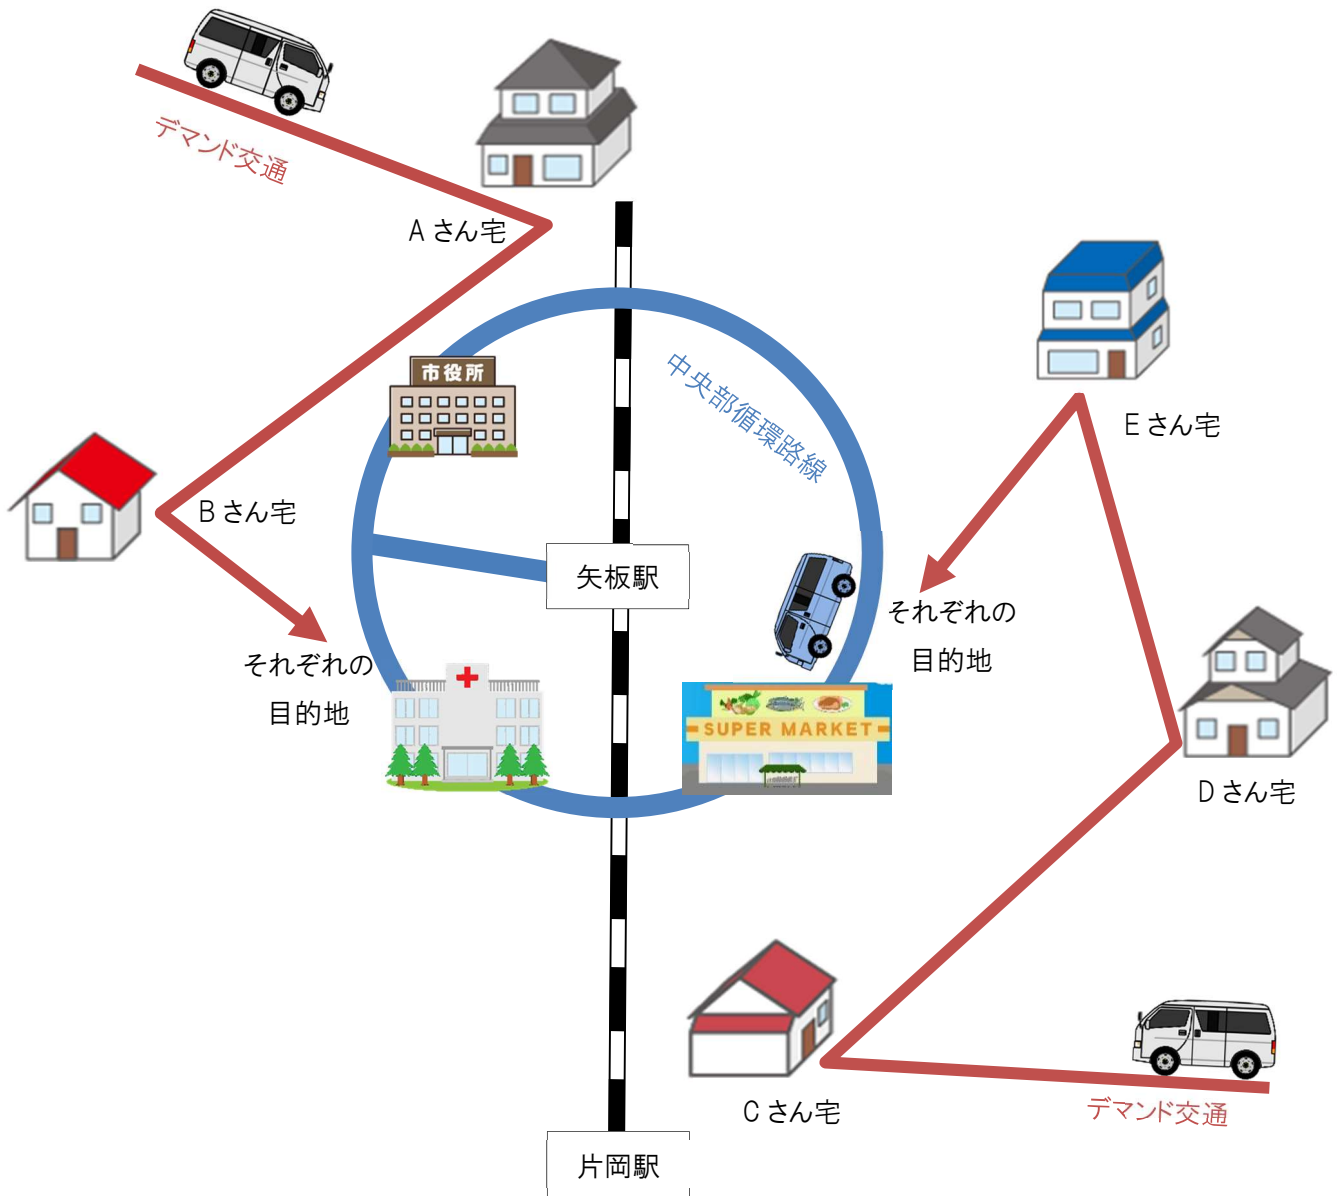 デマンド交通
Aさん宅
市役所
中央部循環路線
Eさん宅
Bさん宅
矢板駅
それぞれの
目的地
それぞれの
目的地
SUPER MARKET
Dさん宅
Cさん宅
デマンド交通
片岡駅